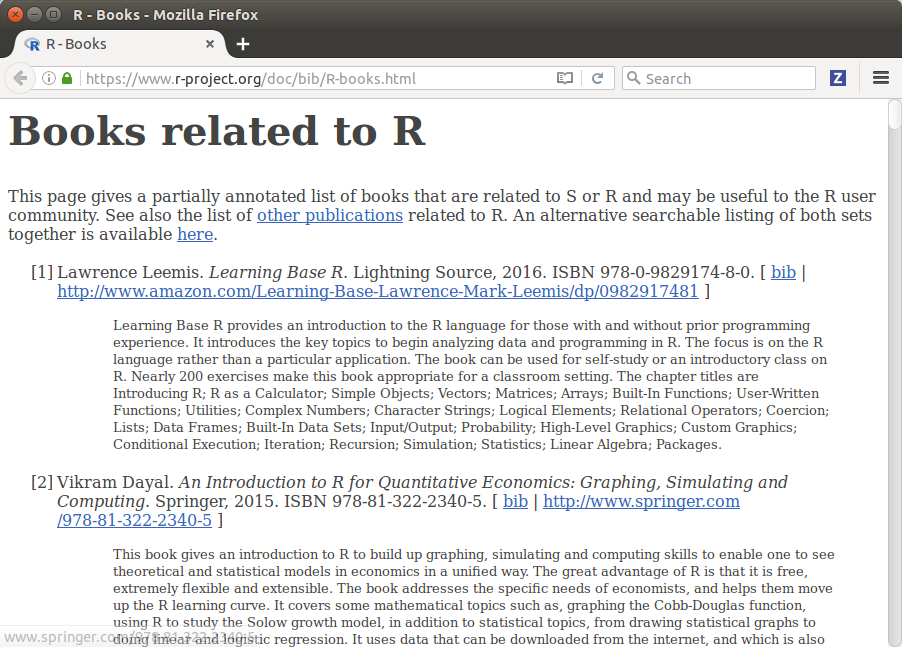 R - Books - Mozilla Firefox
R - Books
https://www.r-project.org/doc/bib/R-books.html
Search
Z
Books related to R
This page gives a partially annotated list of books that are related to S or R and may be useful to the R user
community. See also the list of other publications related to R. An alternative searchable listing of both sets
together is available here.
[1] Lawrence Leemis. Learning Base R. Lightning Source, 2016. ISBN 978-0-9829174-8-0. [ bib |
http://www.amazon.com/Learning-Base-Lawrence-Mark-Leemis/dp/0982917481 ]
Learning Base R provides an introduction to the R language for those with and without prior programming
experience. It introduces the key topics to begin analyzing data and programming in R. The focus is on the R
language rather than a particular application. The book can be used for self-study or an introductory class on
R. Nearly 200 exercises make this book appropriate for a classroom setting. The chapter titles are
Introducing R; R as a Calculator; Simple Objects; Vectors; Matrices; Arrays; Built-In Functions; User-Written
Functions; Utilities; Complex Numbers; Character Strings; Logical Elements; Relational Operators; Coercion;
Lists; Data Frames; Built-In Data Sets; Input/Output; Probability; High-Level Graphics; Custom Graphics;
Conditional Execution; Iteration; Recursion; Simulation; Statistics; Linear Algebra; Packages.
[2] Vikram Dayal. An Introduction to R for Quantitative Economics: Graphing, Simulating and
Computing. Springer, 2015. ISBN 978-81-322-2340-5. [ bib | http://www.springer.com
/978-81-322-2340-5 ]
This book gives an introduction to R to build up graphing, simulating and computing skills to enable one to see
theoretical and statistical models in economics in a unified way. The great advantage of R is that it is free,
extremely flexible and extensible. The book addresses the specific needs of economists, and helps them move
up the R learning curve. It covers some mathematical topics such as, graphing the Cobb-Douglas function,
using R to study the Solow growth model, in addition to statistical topics, from drawing statistical graphs to
doing linear and logistic regression. It uses data that can be downloaded from the internet, and which is also
www.springer.com/978-81-322-2340-5